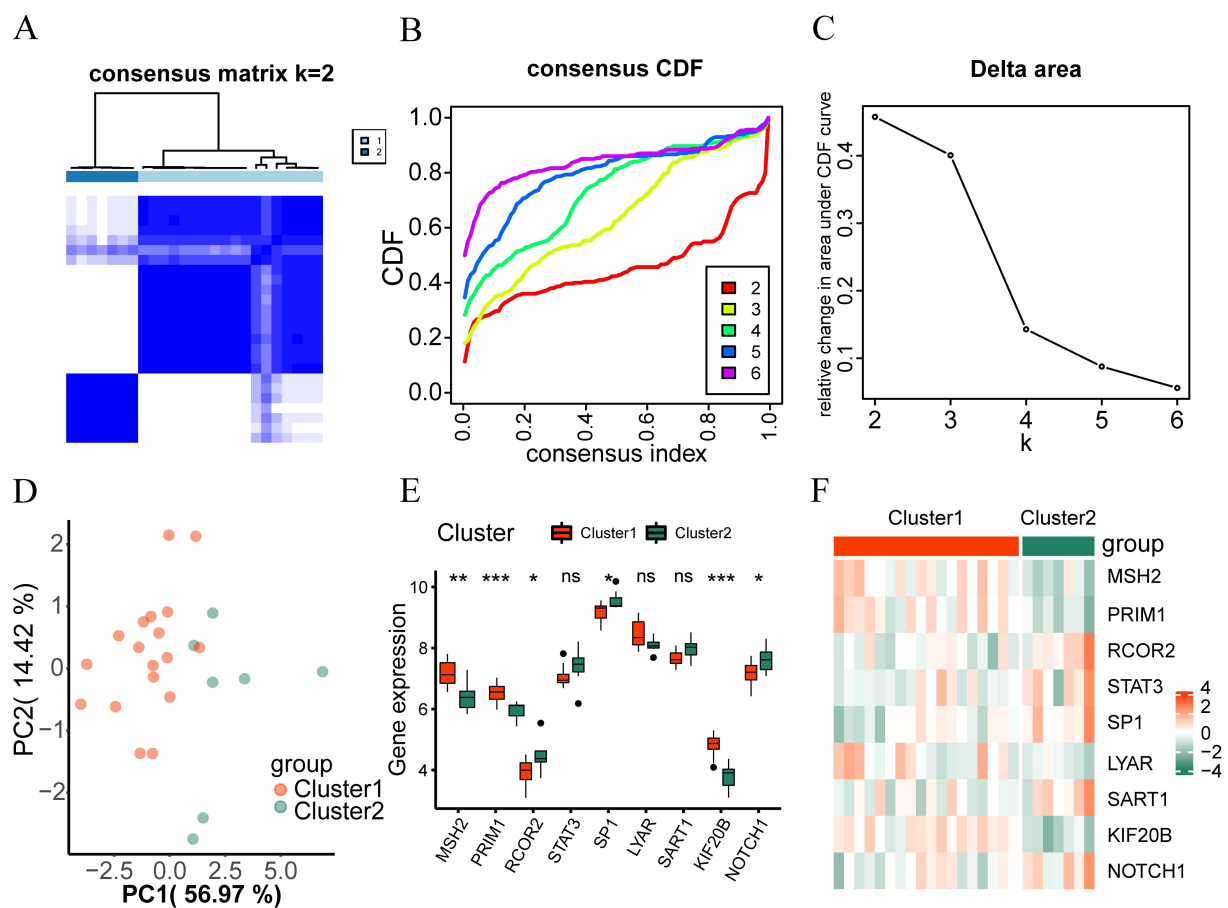 A
consensus matrix k=2
1
2
B
consensus CDF
CDF
1.0
0.8
0.6
0.4
0.2
0.0
2
3
4
5
6
0.0
0.2
0.4
0.6
0.8
1.0
consensus index
C
Delta area
relative change in area under CDF curve
0.4
0.3
0.2
0.1
2
3
4
5
6
k
D
PC2( 14.42 %)
2
1
0
−1
−2
group
Cluster1
Cluster2
−2.5
0.0
2.5
5.0
PC1( 56.97 %)
E
Cluster
Cluster1
Cluster2
Gene expression
10
8
6
4
**
***
*
ns
*
ns
ns
***
*
MSH2
PRIM1
RCOR2
STAT3
SP1
LYAR
SART1
KIF20B
NOTCH1
F
Cluster1
Cluster2
group
MSH2
PRIM1
RCOR2
STAT3
SP1
LYAR
SART1
KIF20B
NOTCH1
4
2
0
−2
−4